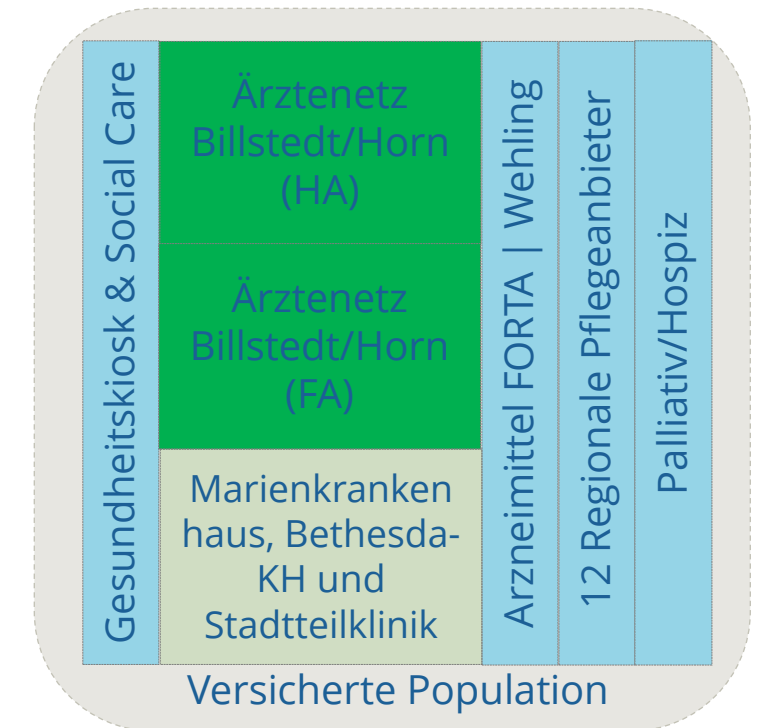 Gesundheitskiosk & Social Care
Ärztenetz
Billstedt/Horn
(HA)
Ärztenetz
Billstedt/Horn
(FA)
Marienkranken
haus, Bethesda-
KH und
Stadtteilklinik
Arzneimittel FORTA | Wehling
12 Regionale Pflegeanbieter
Palliativ/Hospiz
Versicherte Population